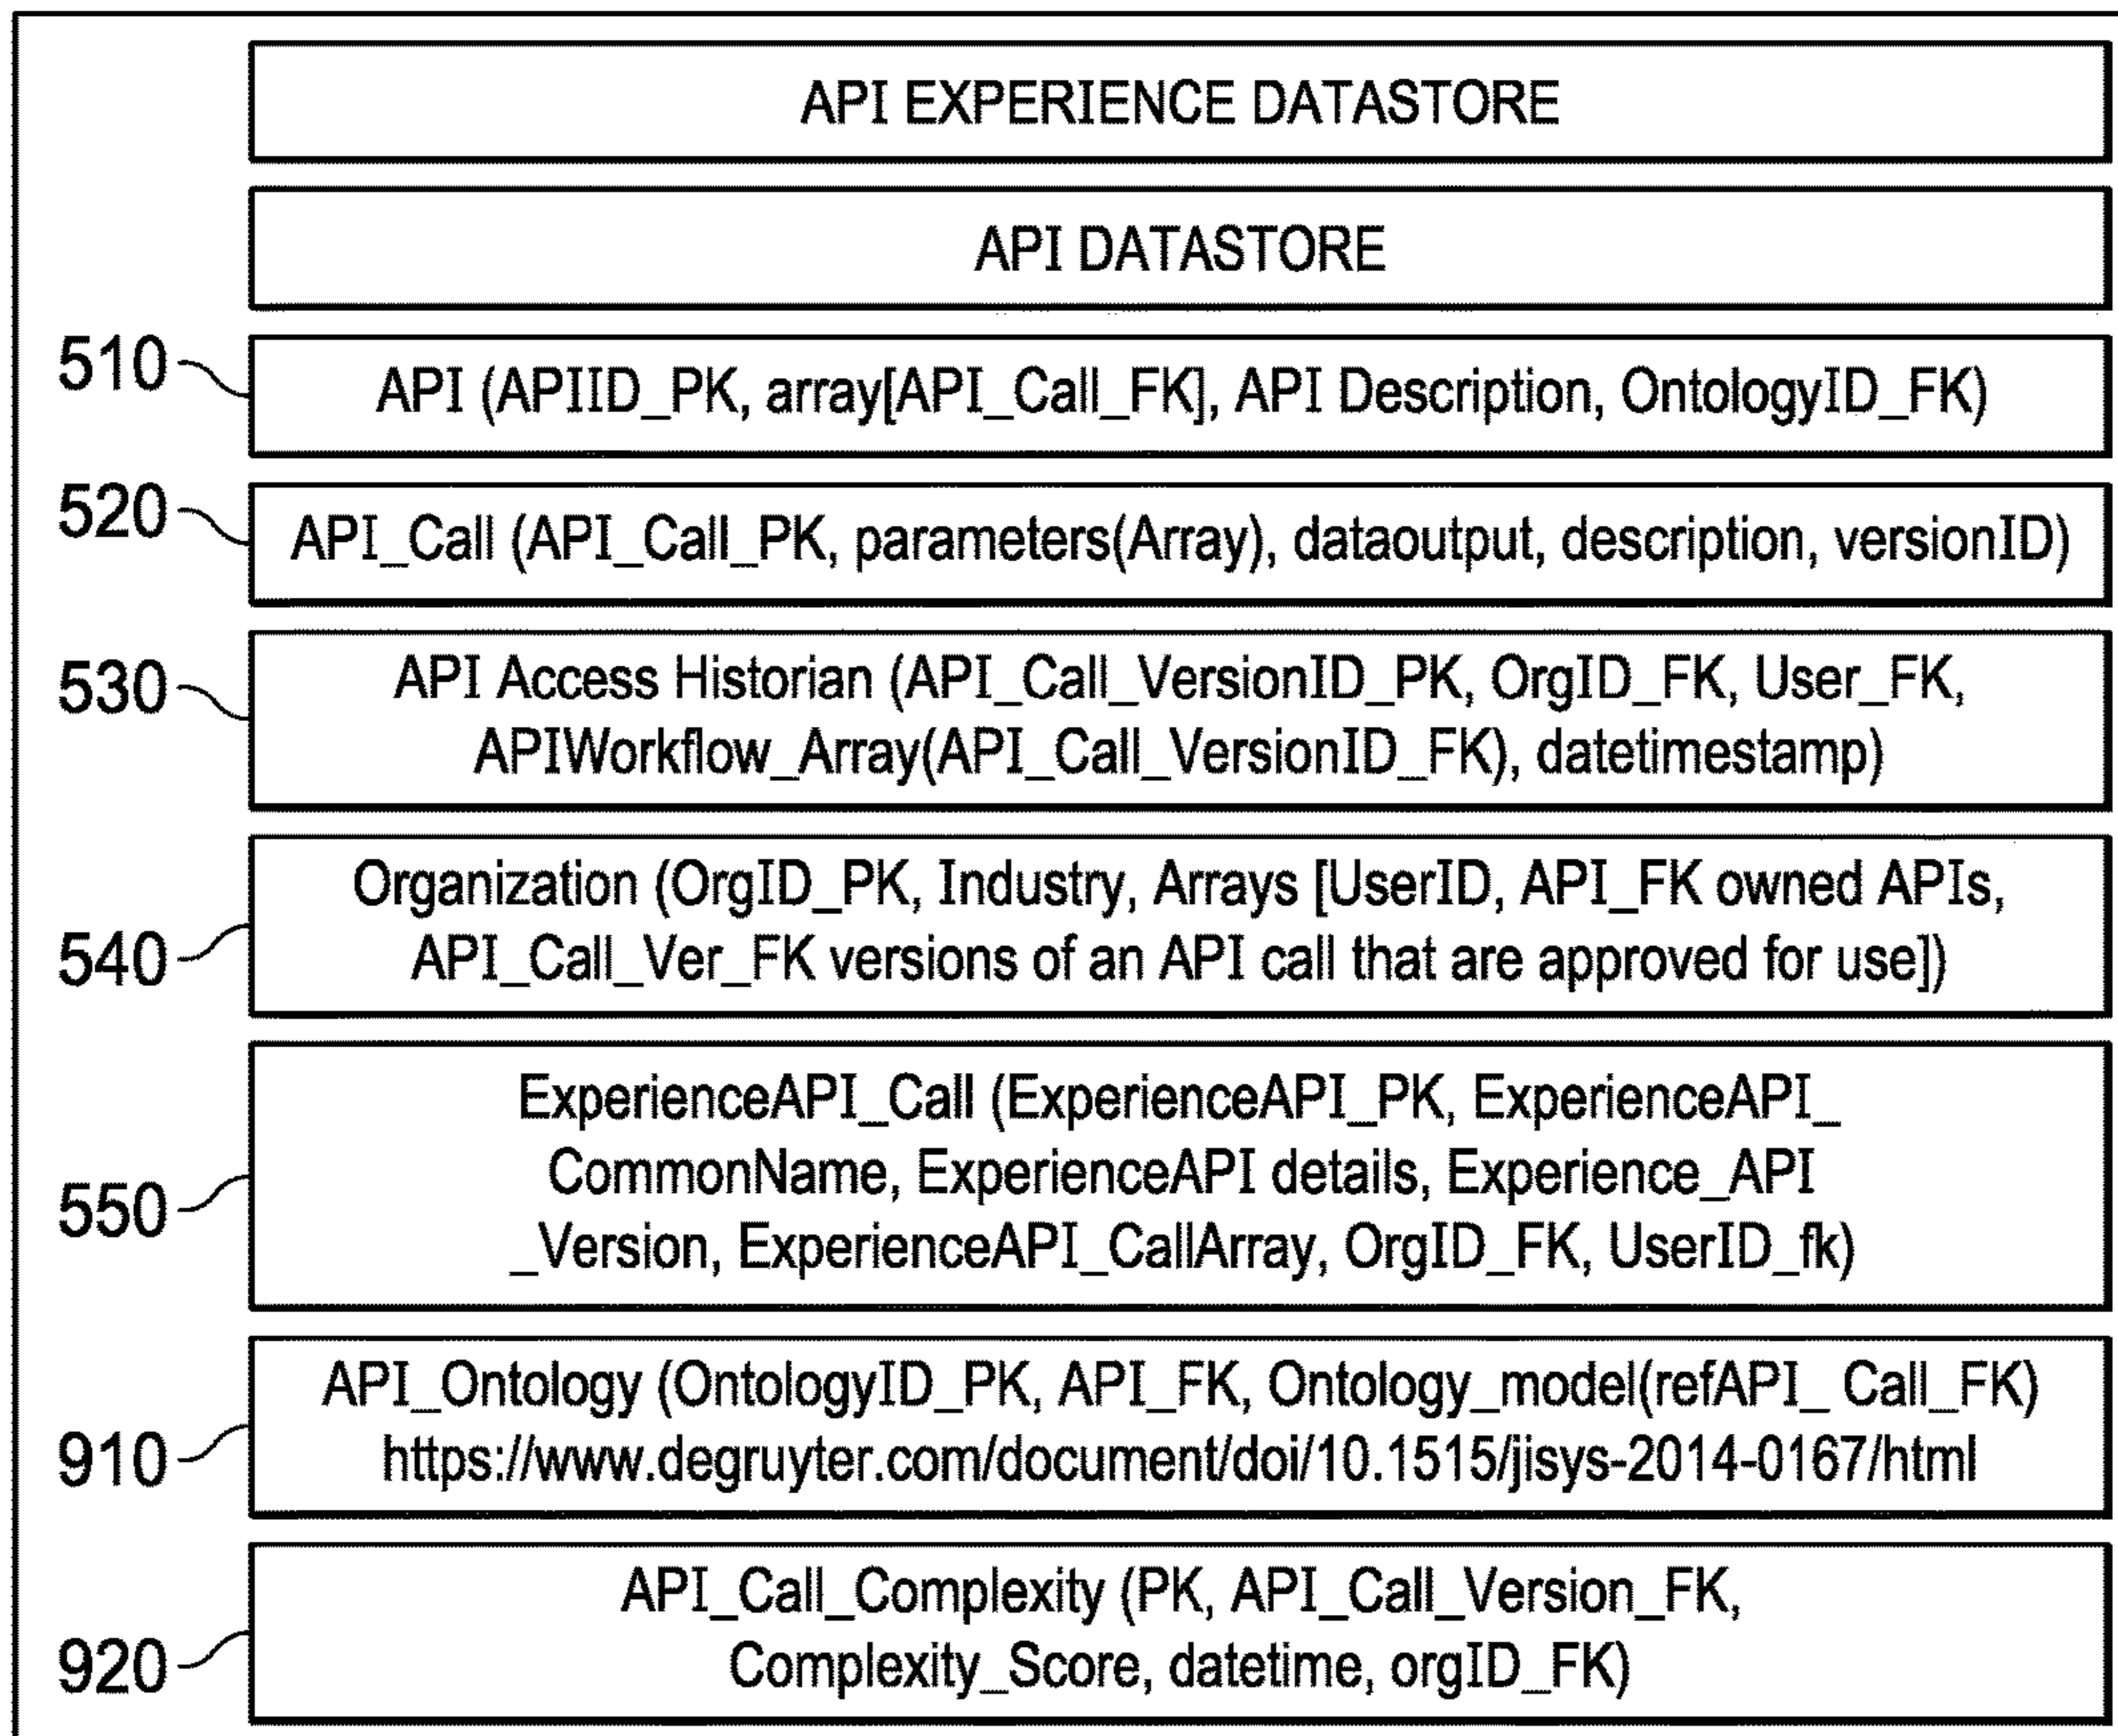 API EXPERIENCE DATASTORE
API DATASTORE
510
API (APIID_PK, array[API_Call_FK], API Description, OntologyID_FK)
520
API_Call (API_Call_PK, parameters(Array), dataoutput, description, versionID)
530
API Access Historian (API_Call_VersionID_PK, OrgID_FK, User_FK,
APIWorkflow_Array(API_Call_VersionID_FK), datetimestamp)
540
Organization (OrgID_PK, Industry, Arrays [UserID, API_FK owned APIs,
API_Call_Ver_FK versions of an API call that are approved for use])
550
ExperienceAPI_Call (ExperienceAPI_PK, ExperienceAPI_
CommonName, ExperienceAPI details, Experience_API
_Version, ExperienceAPI_CallArray, OrgID_FK, UserID_fk)
910
API_Ontology (OntologyID_PK, API_FK, Ontology_model(refAPI_ Call_FK)
https://www.degruyter.com/document/doi/10.1515/jisys-2014-0167/html
920
API_Call_Complexity (PK, API_Call_Version_FK,
Complexity_Score, datetime, orgID_FK)